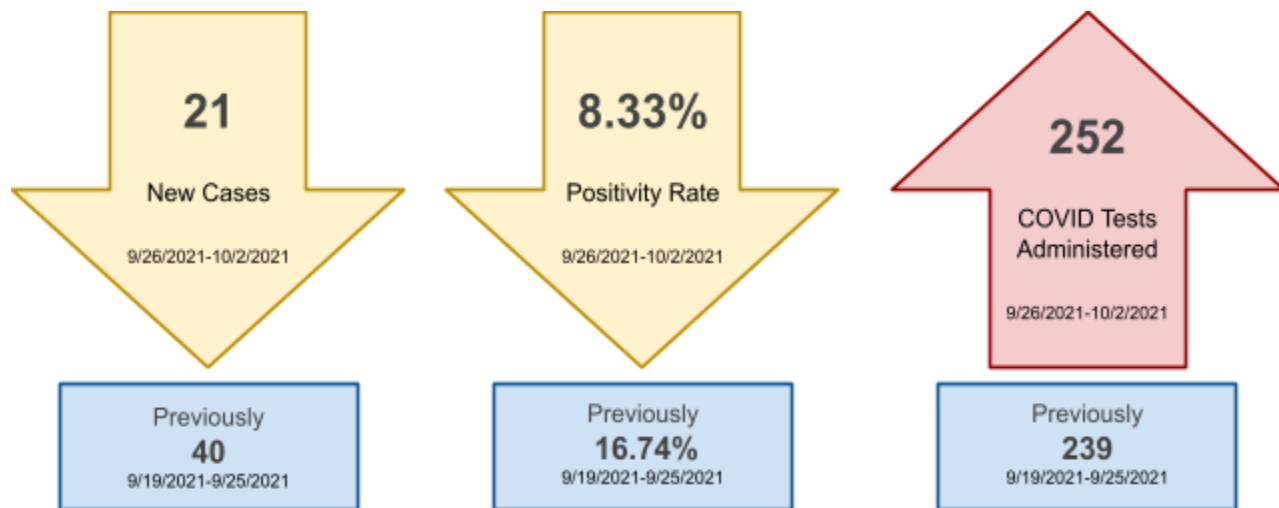 21
New Cases
9/26/2021-10/2/2021
Previously
40
9/19/2021-9/25/2021
8.33%
Positivity Rate
9/26/2021-10/2/2021
Previously
16.74%
9/19/2021-9/25/2021
252
COVID Tests
Administered
9/26/2021-10/2/2021
Previously
239
9/19/2021-9/25/2021